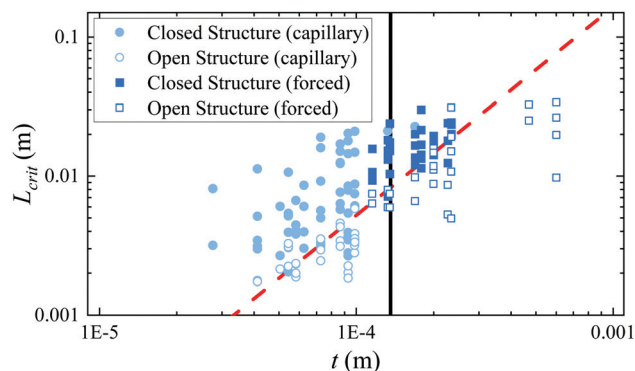 0.1
Closed Structure (capillary)
Open Structure (capillary)
Closed Structure (forced)
Open Structure (forced)
L_crit (m)
0.01
0.001
1E-5 1E-4 0.001
t (m)